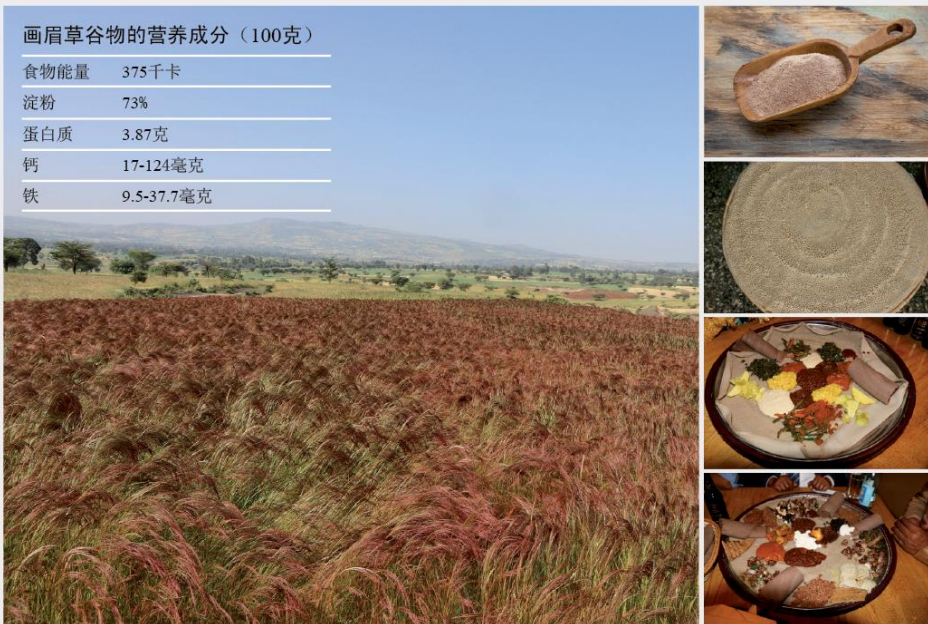 画眉草谷物的营养成分（100克）
食物能量 375千卡
淀粉 73%
蛋白质 3.87克
钙 17-124毫克
铁 9.5-37.7毫克